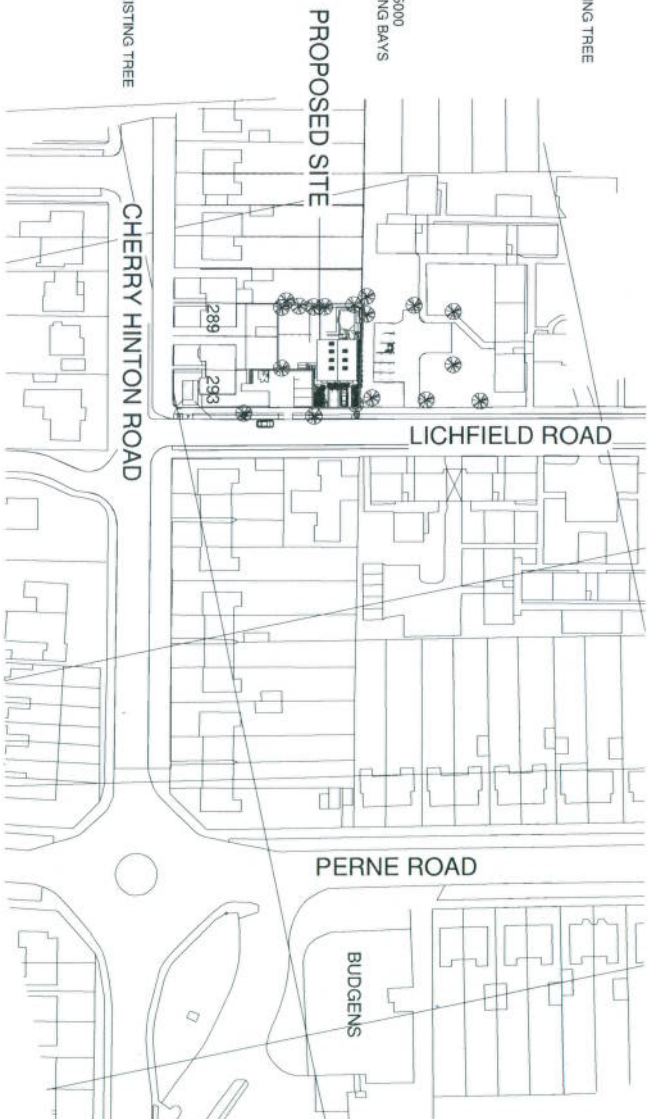 ISTING TREE
PROPOSED SITE
5000
NG BAYS
NG TREE
CHERRY HINTON ROAD
289
293
LICHFIELD ROAD
PERNE ROAD
BUDGENS